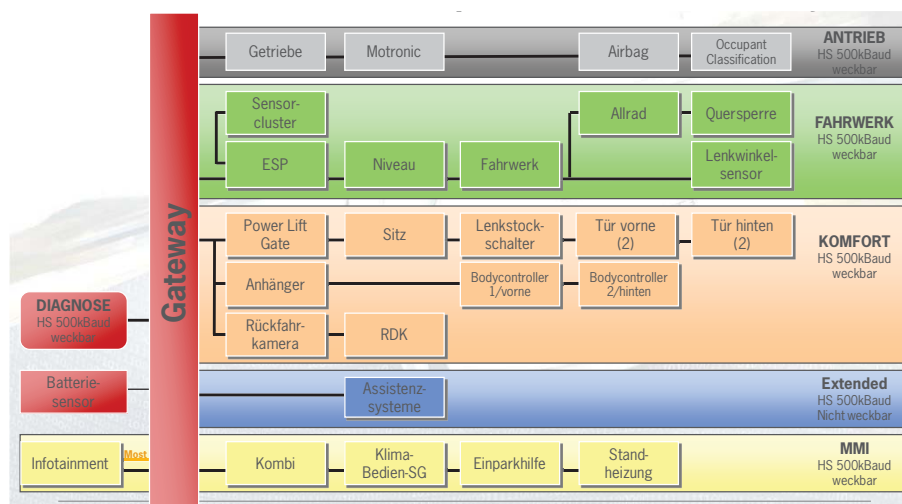 Gateway
Getriebe
Motronic
Airbag
Occupant
Classification
ANTRIEB
HS 500kBaud
weckbar
Sensor-
cluster
Allrad
Quersperre
FAHRWERK
HS 500kBaud
weckbar
ESP
Niveau
Fahrwerk
Lenkwinkel-
sensor
Power Lift
Gate
Sitz
Lenkstock-
schalter
Tür vorne
(2)
Tür hinten
(2)
KOMFORT
HS 500kBaud
weckbar
Anhänger
Bodycontroller
1/vorne
Bodycontroller
2/hinten
DIAGNOSE
HS 500kBaud
weckbar
Rückfahr-
kamera
RDK
Batterie-
sensor
Assistenz-
systeme
Extended
HS 500kBaud
Nicht weckbar
Infotainment
Most
Kombi
Klima-
Bedien-SG
Einparkhilfe
Stand-
heizung
MMI
HS 500kBaud
weckbar